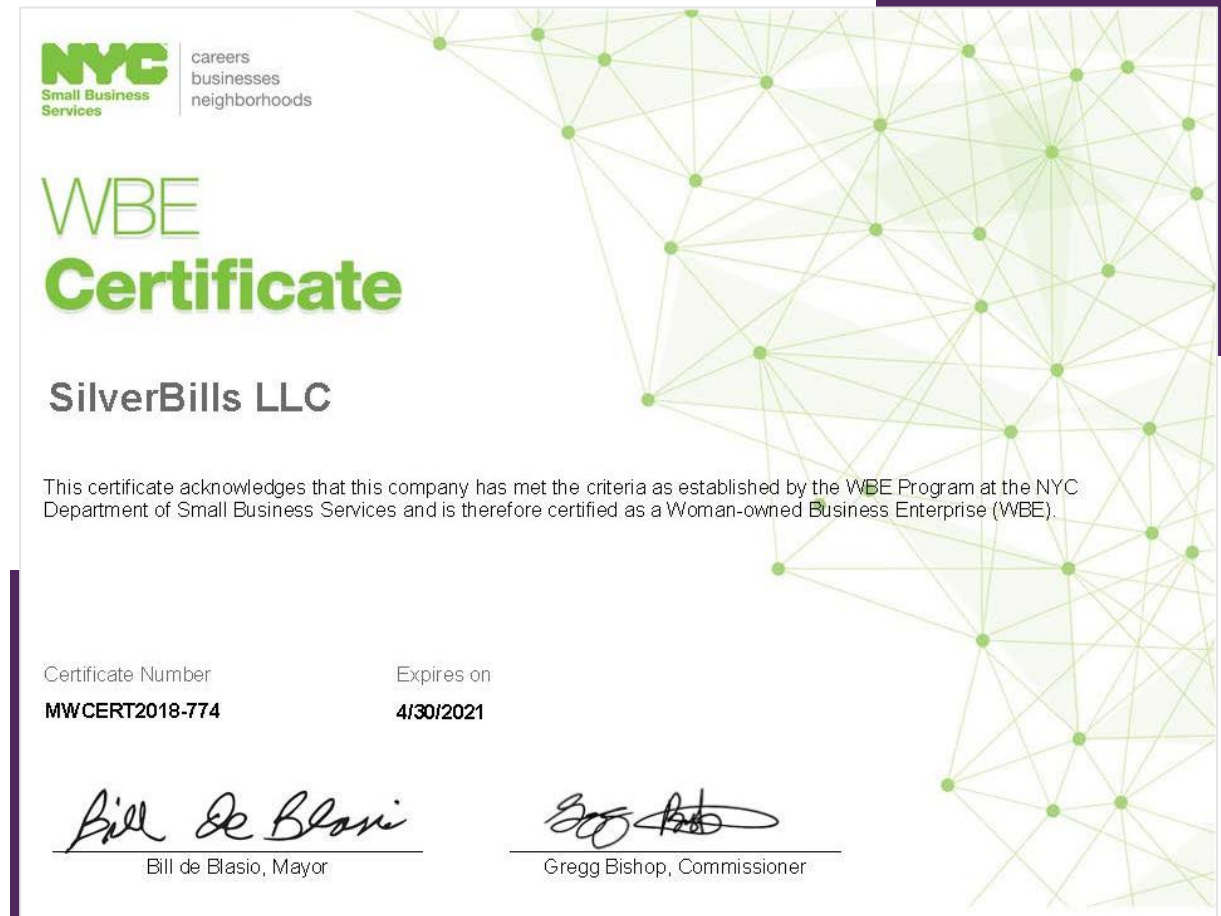 NYC
Small Business
Services
careers
businesses
neighborhoods
WBE
Certificate
SilverBills LLC
This certificate acknowledges that this company has met the criteria as established by the WBE Program at the NYC
Department of Small Business Services and is therefore certified as a Woman-owned Business Enterprise (WBE).
Certificate Number
Expires on
MWCERT2018-774
4/30/2021
Bill de Blasio
Bill de Blasio, Mayor
Gregg Bishop, Commissioner